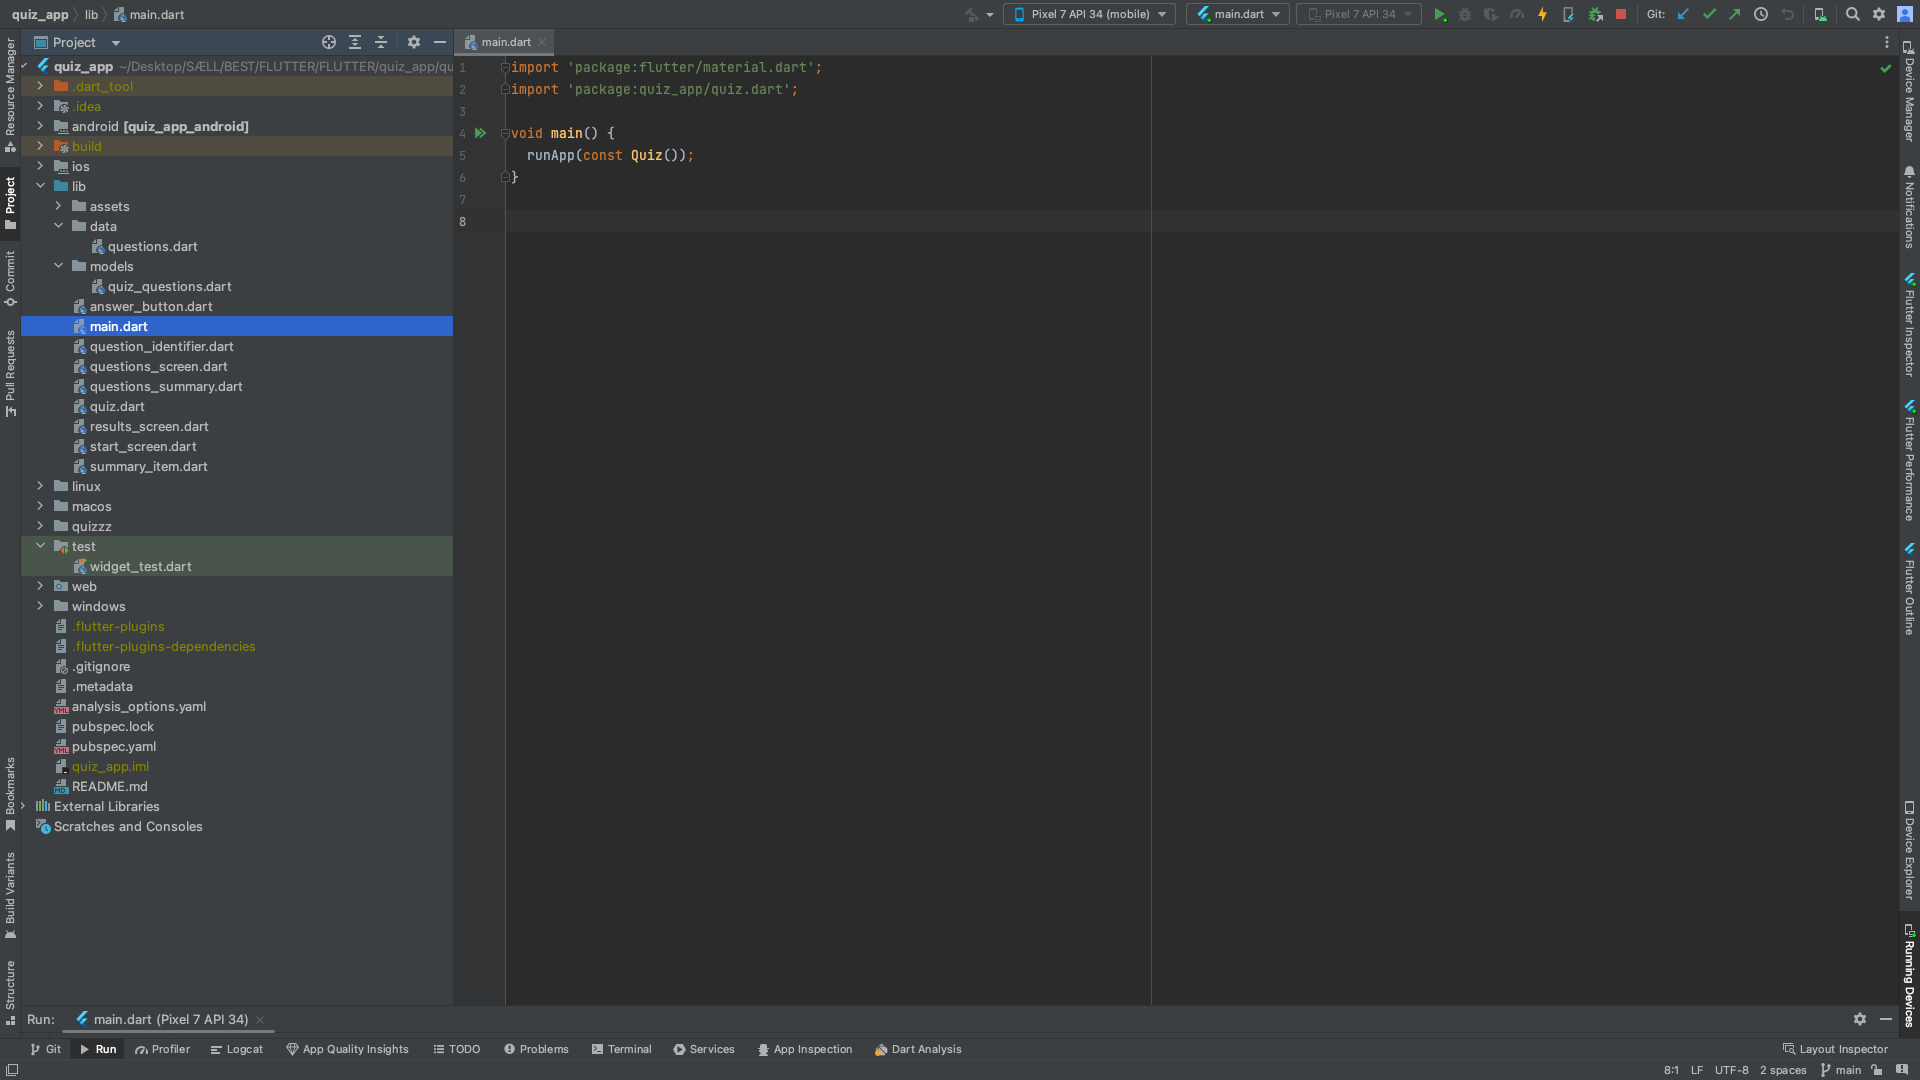 quiz_app lib main.dart
Pixel 7 API 34 (mobile) main.dart Pixel 7 API 34 Git:
Project
main.dart
quiz_app ~/Desktop/SÆLL/BEST/FLUTTER/FLUTTER/quiz_app/qu
.dart_tool
.idea
android [quiz_app_android]
build
ios
lib
assets
data
questions.dart
models
quiz_questions.dart
answer_button.dart
main.dart
question_identifier.dart
questions_screen.dart
questions_summary.dart
quiz.dart
results_screen.dart
start_screen.dart
summary_item.dart
linux
macos
quizzz
test
widget_test.dart
web
windows
.flutter-plugins
.flutter-plugins-dependencies
.gitignore
.metadata
analysis_options.yaml
pubspec.lock
pubspec.yaml
quiz_app.iml
README.md
External Libraries
Scratches and Consoles
Resource Manager
Project
Commit
Pull Requests
Bookmarks
Build Variants
Structure
1 import 'package:flutter/material.dart';
2 import 'package:quiz_app/quiz.dart';
3
4 void main() {
5 runApp(const Quiz());
6 }
7
8
Device Manager
Notifications
Flutter Inspector
Flutter Performance
Flutter Outline
Device Explorer
Running Devices
Run: main.dart (Pixel 7 API 34)
Git Run Profiler Logcat App Quality Insights TODO Problems Terminal Services App Inspection Dart Analysis Layout Inspector
8:1 LF UTF-8 2 spaces main